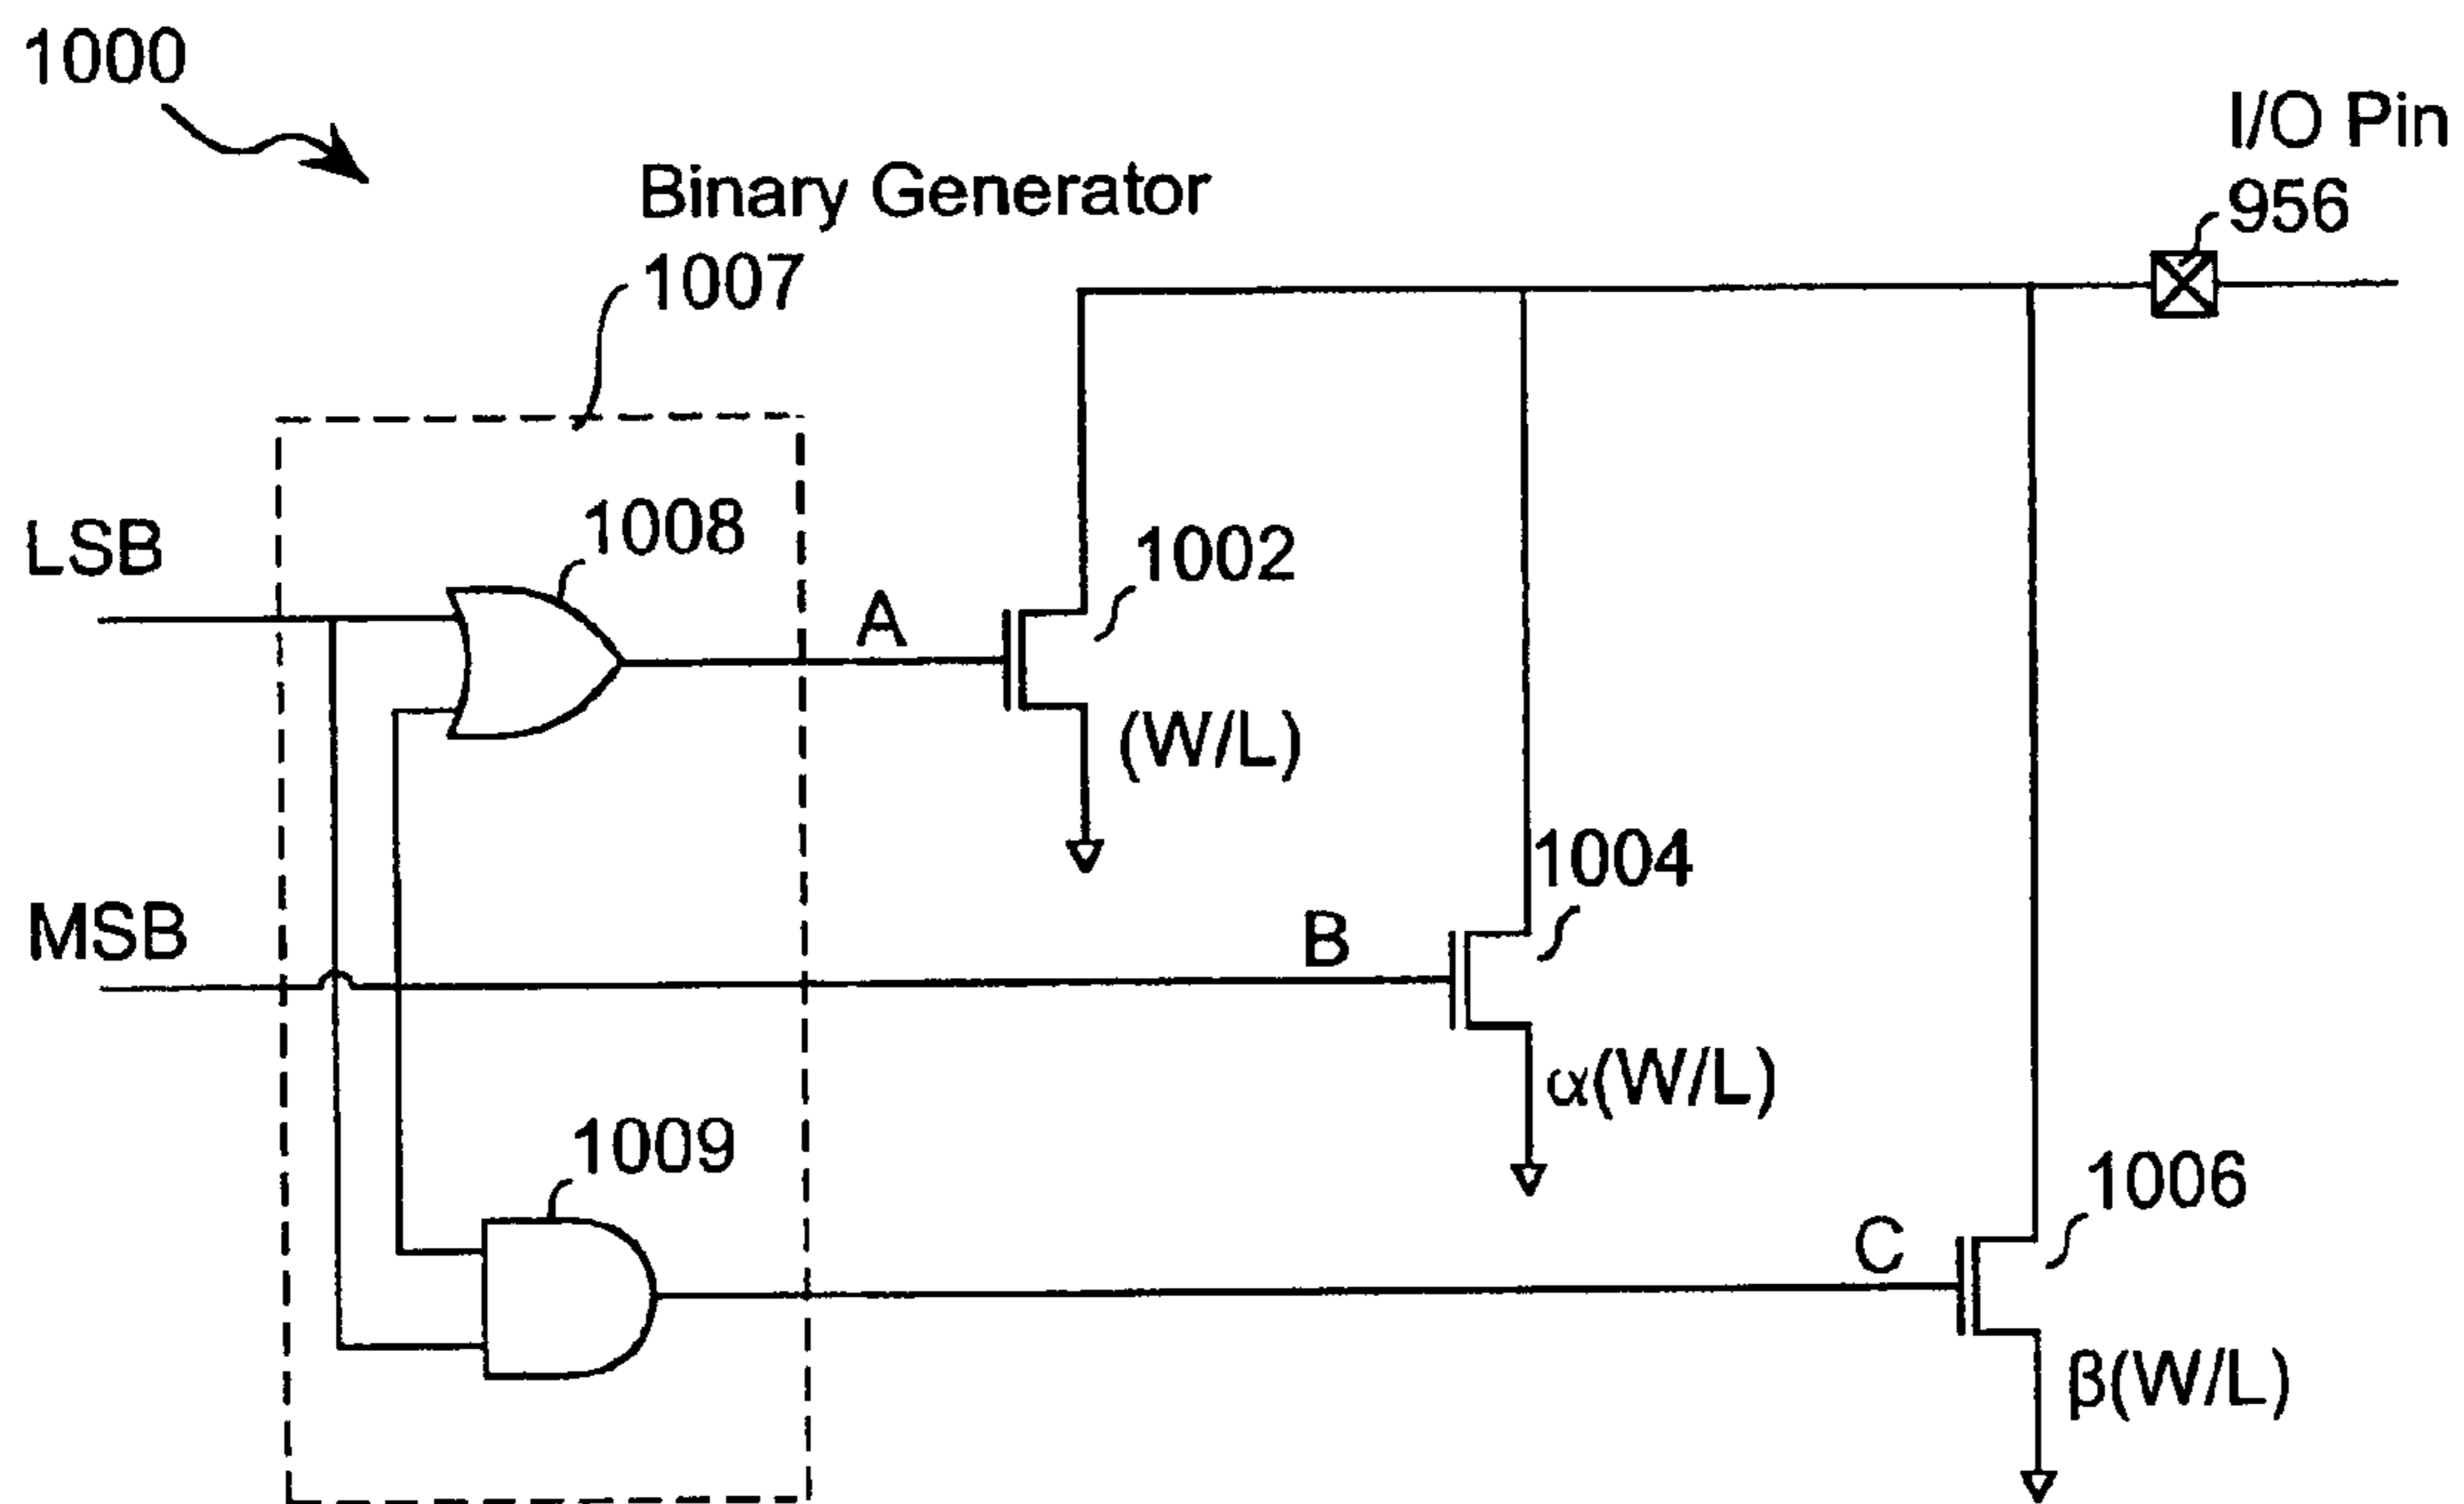 1000
I/O Pin
956
Binary Generator
1007
LSB
1008
1002
A
(W/L)
1004
MSB
B
α(W/L)
1009
1006
C
β(W/L)